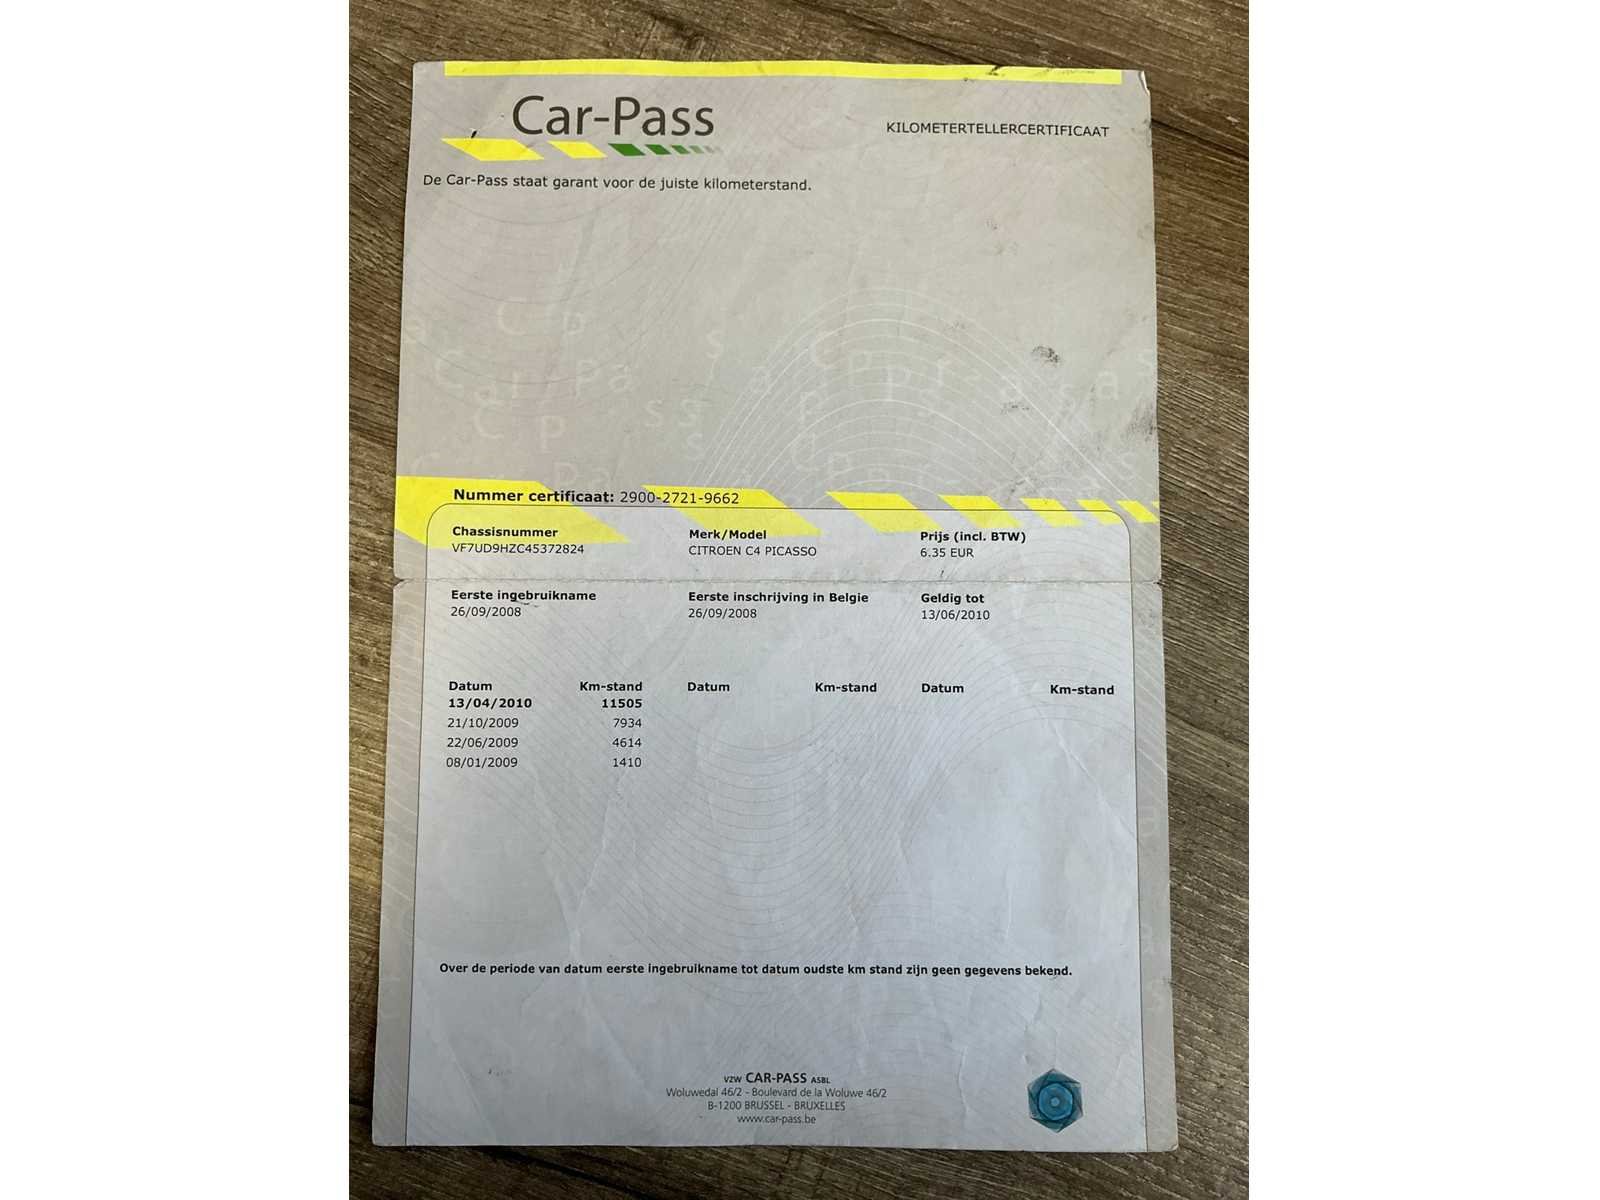 Car-Pass
KILOMETERTELLERCERTIFICAAT
De Car-Pass staat garant voor de juiste kilometerstand.
Nummer certificaat: 2900-2721-9662
Chassisnummer Merk/Model Prijs (incl. BTW)
VF7UD9HZC45372824 CITROEN C4 PICASSO 6.35 EUR
Eerste ingebruikname Eerste inschrijving in Belgie Geldig tot
26/09/2008 26/09/2008 13/06/2010
Datum Km-stand Datum Km-stand Datum Km-stand
13/04/2010 11505
21/10/2009 7934
22/06/2009 4614
08/01/2009 1410
Over de periode van datum eerste ingebruikname tot datum oudste km stand zijn geen gegevens bekend.
VZW CAR-PASS ASBL
Woluwedal 46/2 - Boulevard de la Woluwe 46/2
B-1200 BRUSSEL - BRUXELLES
www.car-pass.be